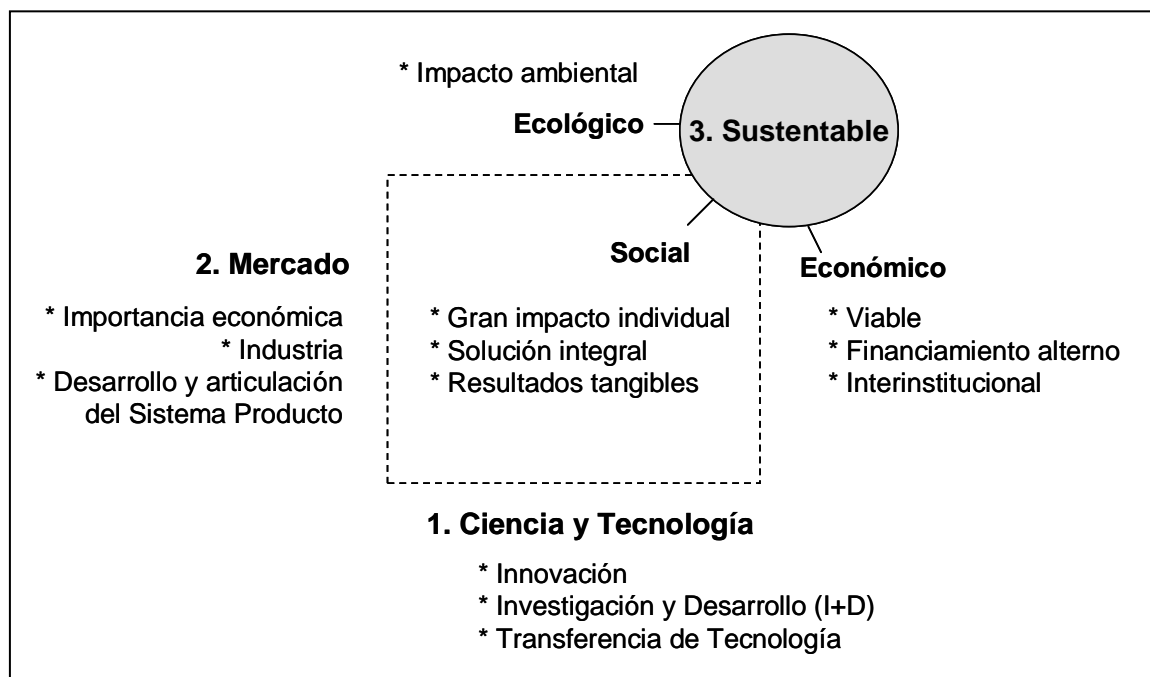 * Impacto ambiental
Ecológico
3. Sustentable
Social
Económico
2. Mercado
* Importancia económica
* Industria
* Desarrollo y articulación
del Sistema Producto
* Gran impacto individual
* Solución integral
* Resultados tangibles
* Viable
* Financiamiento alterno
* Interinstitucional
1. Ciencia y Tecnología
* Innovación
* Investigación y Desarrollo (I+D)
* Transferencia de Tecnología